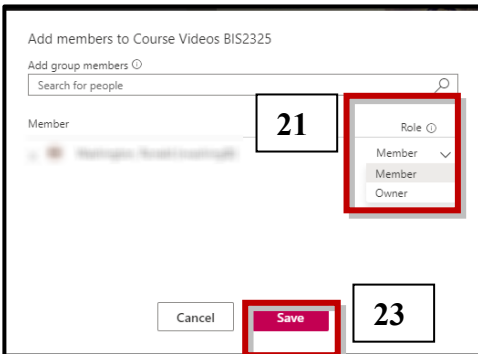 Add members to Course Videos BIS2325
Add group members ⓘ
Search for people
21
Member
Role ⓘ
Member
Member
Owner
Cancel
Save
23